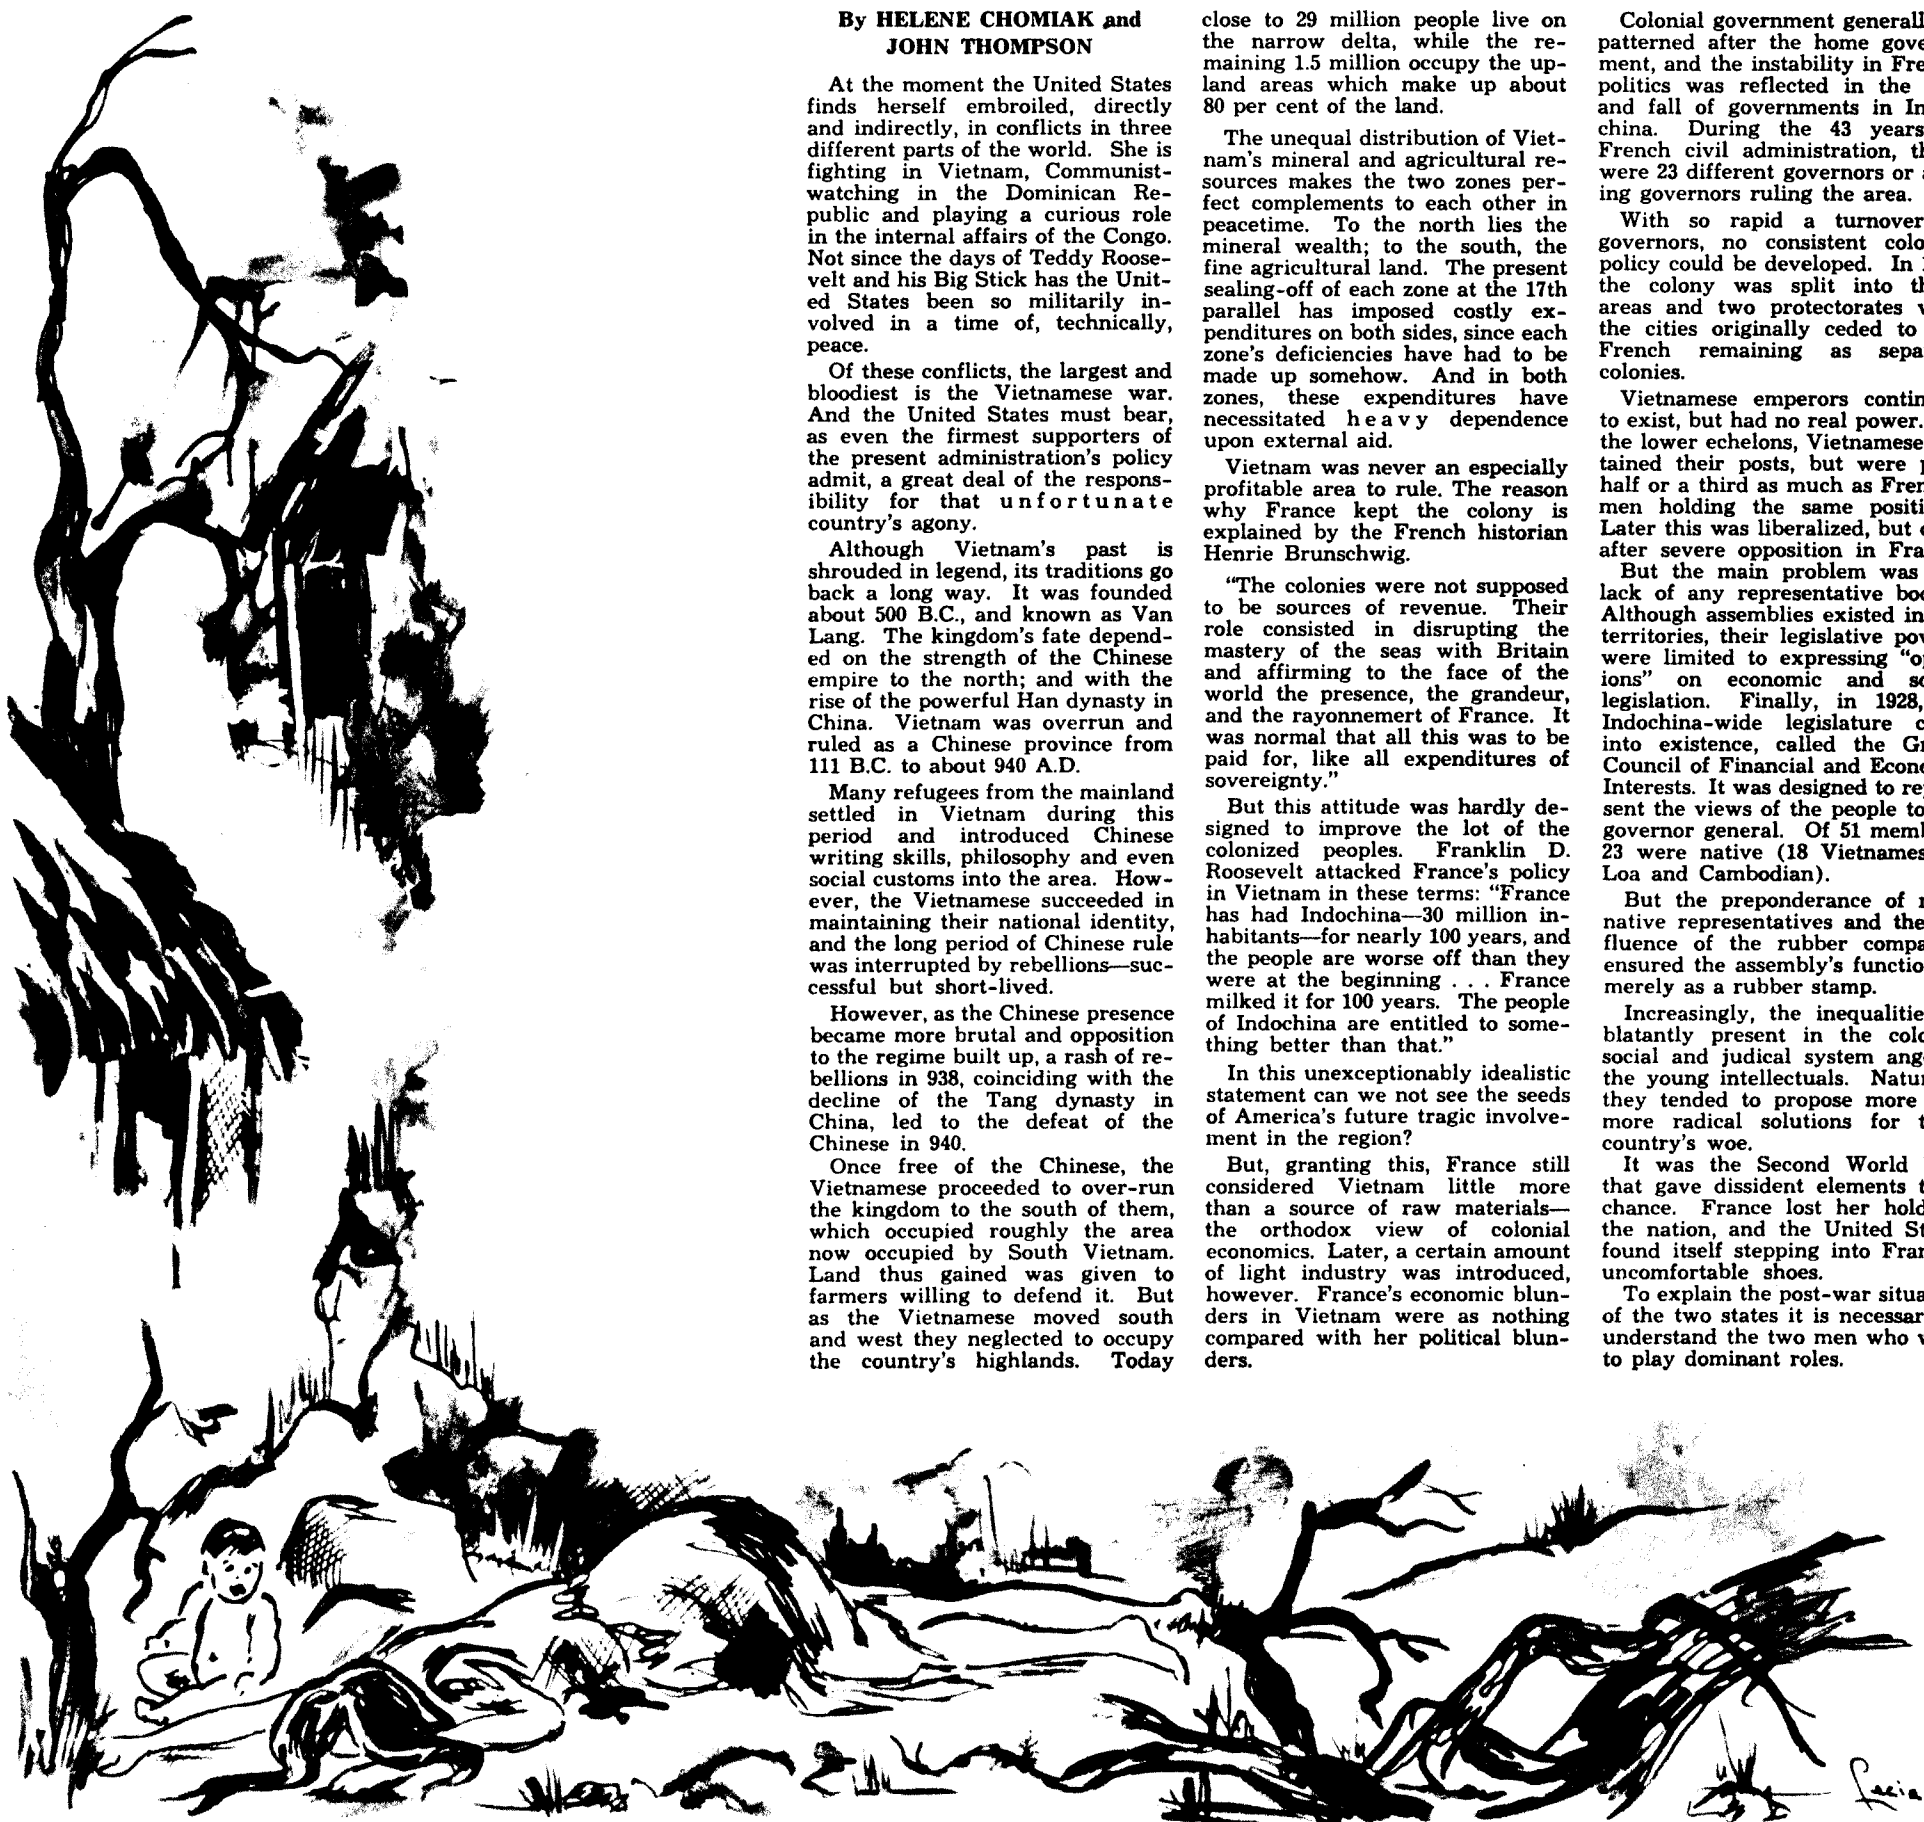 By HELENE CHOMIAK and
JOHN THOMPSON
At the moment the United States
finds herself embroiled, directly
and indirectly, in conflicts in three
different parts of the world. She is
fighting in Vietnam, Communist-
watching in the Dominican Re-
public and playing a curious role
in the internal affairs of the Congo.
Not since the days of Teddy Roose-
velt and his Big Stick has the Unit-
ed States been so militarily in-
volved in a time of, technically,
peace.
Of these conflicts, the largest and
bloodiest is the Vietnamese war.
And the United States must bear,
as even the firmest supporters of
the present administration's policy
admit, a great deal of the respons-
ibility for that unfortunate
country's agony.
Although Vietnam's past is
shrouded in legend, its traditions go
back a long way. It was founded
about 500 B.C., and known as Van
Lang. The kingdom's fate depend-
ed on the strength of the Chinese
empire to the north; and with the
rise of the powerful Han dynasty in
China. Vietnam was overrun and
ruled as a Chinese province from
111 B.C. to about 940 A.D.
Many refugees from the mainland
settled in Vietnam during this
period and introduced Chinese
writing skills, philosophy and even
social customs into the area. How-
ever, the Vietnamese succeeded in
maintaining their national identity,
and the long period of Chinese rule
was interrupted by rebellions—suc-
cessful but short-lived.
However, as the Chinese presence
became more brutal and opposition
to the regime built up, a rash of re-
bellions in 938, coinciding with the
decline of the Tang dynasty in
China, led to the defeat of the
Chinese in 940.
Once free of the Chinese, the
Vietnamese proceeded to over-run
the kingdom to the south of them,
which occupied roughly the area
now occupied by South Vietnam.
Land thus gained was given to
farmers willing to defend it. But
as the Vietnamese moved south
and west they neglected to occupy
the country's highlands. Today
close to 29 million people live on
the narrow delta, while the re-
maining 1.5 million occupy the up-
land areas which make up about
80 per cent of the land.
The unequal distribution of Viet-
nam's mineral and agricultural re-
sources makes the two zones per-
fect complements to each other in
peacetime. To the north lies the
mineral wealth; to the south, the
fine agricultural land. The present
sealing-off of each zone at the 17th
parallel has imposed costly ex-
penditures on both sides, since each
zone's deficiencies have had to be
made up somehow. And in both
zones, these expenditures have
necessitated heavy dependence
upon external aid.
Vietnam was never an especially
profitable area to rule. The reason
why France kept the colony is
explained by the French historian
Henrie Brunschwig.
"The colonies were not supposed
to be sources of revenue. Their
role consisted in disrupting the
mastery of the seas with Britain
and affirming to the face of the
world the presence, the grandeur,
and the rayonnemert of France. It
was normal that all this was to be
paid for, like all expenditures of
sovereignty."
But this attitude was hardly de-
signed to improve the lot of the
colonized peoples. Franklin D.
Roosevelt attacked France's policy
in Vietnam in these terms: "France
has had Indochina—30 million in-
habitants—for nearly 100 years, and
the people are worse off than they
were at the beginning . . . France
milked it for 100 years. The people
of Indochina are entitled to some-
thing better than that."
In this unexceptionably idealistic
statement can we not see the seeds
of America's future tragic involve-
ment in the region?
But, granting this, France still
considered Vietnam little more
than a source of raw materials—
the orthodox view of colonial
economics. Later, a certain amount
of light industry was introduced,
however. France's economic blun-
ders in Vietnam were as nothing
compared with her political blun-
ders.
Colonial government generall
patterned after the home gove
ment, and the instability in Fre
politics was reflected in the
and fall of governments in In
china. During the 43 years
French civil administration, th
were 23 different governors or a
ing governors ruling the area.
With so rapid a turnover
governors, no consistent colo
policy could be developed. In
the colony was split into th
areas and two protectorates
the cities originally ceded to
French remaining as sepa
colonies.
Vietnamese emperors contin
to exist, but had no real power.
the lower echelons, Vietnamese
tained their posts, but were
half or a third as much as Fren
men holding the same positi
Later this was liberalized, but
after severe opposition in Fra
But the main problem was
lack of any representative boo
Although assemblies existed in
territories, their legislative pov
were limited to expressing "o
ions" on economic and so
legislation. Finally, in 1928,
Indochina-wide legislature c
into existence, called the Gr
Council of Financial and Econo
Interests. It was designed to re
sent the views of the people to
governor general. Of 51 meml
23 were native (18 Vietnames
Loa and Cambodian).
But the preponderance of
native representatives and the
fluence of the rubber compa
ensured the assembly's functio
merely as a rubber stamp.
Increasingly, the inequalitie
blatantly present in the colo
social and judical system ang
the young intellectuals. Natu
they tended to propose more
more radical solutions for t
country's woe.
It was the Second World
that gave dissident elements t
chance. France lost her hold
the nation, and the United St
found itself stepping into Fran
uncomfortable shoes.
To explain the post-war situa
of the two states it is necessar
understand the two men who
to play dominant roles.